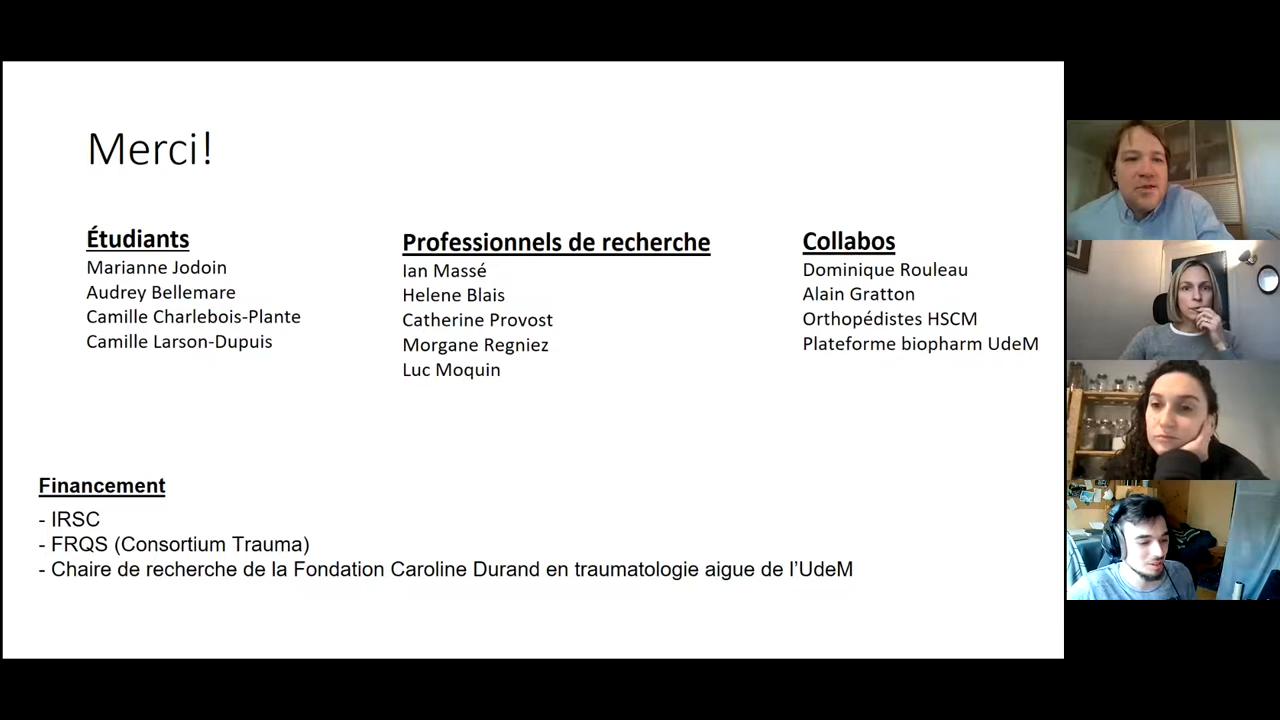 Merci!
Étudiants
Marianne Jodoin
Audrey Bellemare
Camille Charlebois-Plante
Camille Larson-Dupuis
Professionnels de recherche
Ian Massé
Helene Blais
Catherine Provost
Morgane Regniez
Luc Moquin
Collabos
Dominique Rouleau
Alain Gratton
Orthopédistes HSCM
Plateforme biopharm UdeM
Financement
- IRSC
- FRQS (Consortium Trauma)
- Chaire de recherche de la Fondation Caroline Durand en traumatologie aigue de l’UdeM